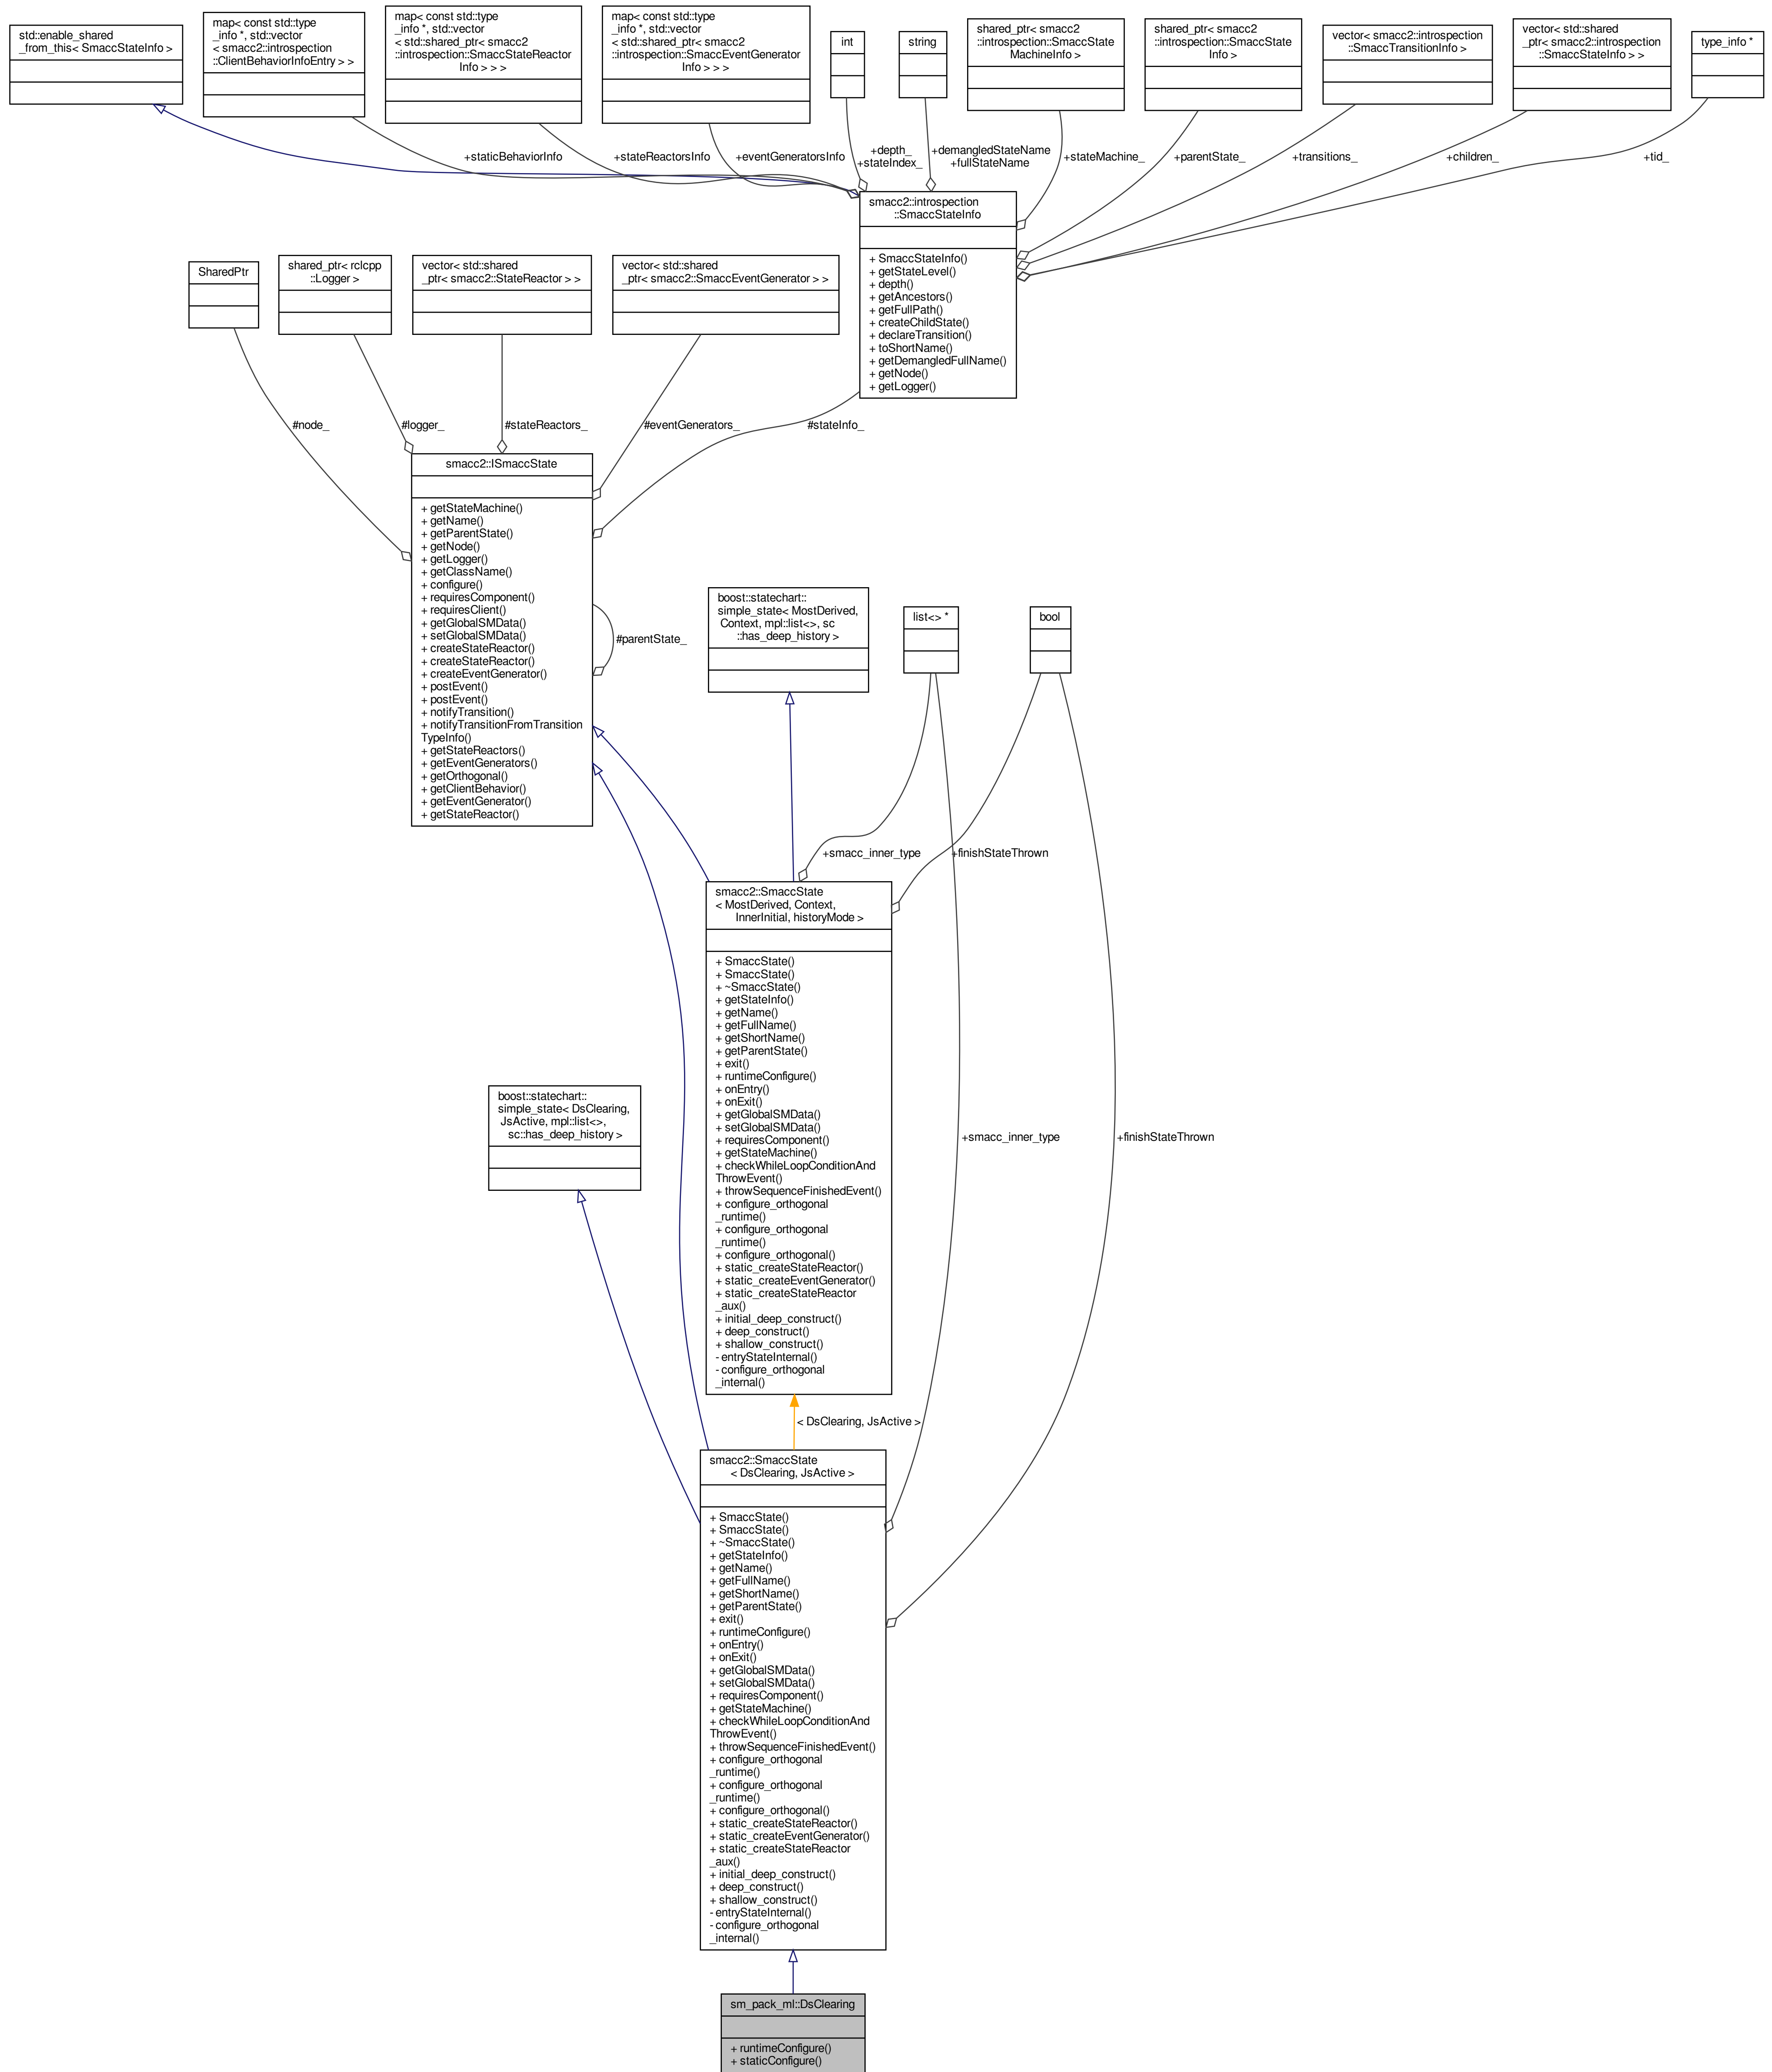 std::enable_shared
_from_this< SmaccStateInfo >
map< const std::type
_info *, std::vector
< smacc2::introspection
::ClientBehaviorInfoEntry > >
map< const std::type
_info *, std::vector
< std::shared_ptr< smacc2
::introspection::SmaccStateReactor
Info > > >
map< const std::type
_info *, std::vector
< std::shared_ptr< smacc2
::introspection::SmaccEventGenerator
Info > > >
int
string
shared_ptr< smacc2
::introspection::SmaccState
MachineInfo >
shared_ptr< smacc2
::introspection::SmaccState
Info >
vector< smacc2::introspection
::SmaccTransitionInfo >
vector< std::shared
_ptr< smacc2::introspection
::SmaccStateInfo > >
type_info *
+staticBehaviorInfo
+stateReactorsInfo
+eventGeneratorsInfo
+depth_
+stateIndex_
+demangledStateName
+fullStateName
+stateMachine_
+parentState_
+transitions_
+children_
+tid_
smacc2::introspection
::SmaccStateInfo
+ SmaccStateInfo()
+ getStateLevel()
+ depth()
+ getAncestors()
+ getFullPath()
+ createChildState()
+ declareTransition()
+ toShortName()
+ getDemangledFullName()
+ getNode()
+ getLogger()
SharedPtr
shared_ptr< rclcpp
::Logger >
vector< std::shared
_ptr< smacc2::StateReactor > >
vector< std::shared
_ptr< smacc2::SmaccEventGenerator > >
#node_
#logger_
#stateReactors_
#eventGenerators_
#stateInfo_
smacc2::ISmaccState
+ getStateMachine()
+ getName()
+ getParentState()
+ getNode()
+ getLogger()
+ getClassName()
+ configure()
+ requiresComponent()
+ requiresClient()
+ getGlobalSMData()
+ setGlobalSMData()
+ createStateReactor()
+ createStateReactor()
+ createEventGenerator()
+ postEvent()
+ postEvent()
+ notifyTransition()
+ notifyTransitionFromTransition
TypeInfo()
+ getStateReactors()
+ getEventGenerators()
+ getOrthogonal()
+ getClientBehavior()
+ getEventGenerator()
+ getStateReactor()
#parentState_
boost::statechart::
simple_state< MostDerived,
Context, mpl::list<>, sc
::has_deep_history >
list<> *
bool
+smacc_inner_type
+finishStateThrown
smacc2::SmaccState
< MostDerived, Context,
InnerInitial, historyMode >
+ SmaccState()
+ SmaccState()
+ ~SmaccState()
+ getStateInfo()
+ getName()
+ getFullName()
+ getShortName()
+ getParentState()
+ exit()
+ runtimeConfigure()
+ onEntry()
+ onExit()
+ getGlobalSMData()
+ setGlobalSMData()
+ requiresComponent()
+ getStateMachine()
+ checkWhileLoopConditionAnd
ThrowEvent()
+ throwSequenceFinishedEvent()
+ configure_orthogonal
_runtime()
+ configure_orthogonal
_runtime()
+ configure_orthogonal()
+ static_createStateReactor()
+ static_createEventGenerator()
+ static_createStateReactor
_aux()
+ initial_deep_construct()
+ deep_construct()
+ shallow_construct()
- entryStateInternal()
- configure_orthogonal
_internal()
boost::statechart::
simple_state< DsClearing,
JsActive, mpl::list<>,
sc::has_deep_history >
+smacc_inner_type
+finishStateThrown
< DsClearing, JsActive >
smacc2::SmaccState
< DsClearing, JsActive >
+ SmaccState()
+ SmaccState()
+ ~SmaccState()
+ getStateInfo()
+ getName()
+ getFullName()
+ getShortName()
+ getParentState()
+ exit()
+ runtimeConfigure()
+ onEntry()
+ onExit()
+ getGlobalSMData()
+ setGlobalSMData()
+ requiresComponent()
+ getStateMachine()
+ checkWhileLoopConditionAnd
ThrowEvent()
+ throwSequenceFinishedEvent()
+ configure_orthogonal
_runtime()
+ configure_orthogonal
_runtime()
+ configure_orthogonal()
+ static_createStateReactor()
+ static_createEventGenerator()
+ static_createStateReactor
_aux()
+ initial_deep_construct()
+ deep_construct()
+ shallow_construct()
- entryStateInternal()
- configure_orthogonal
_internal()
sm_pack_ml::DsClearing
+ runtimeConfigure()
+ staticConfigure()